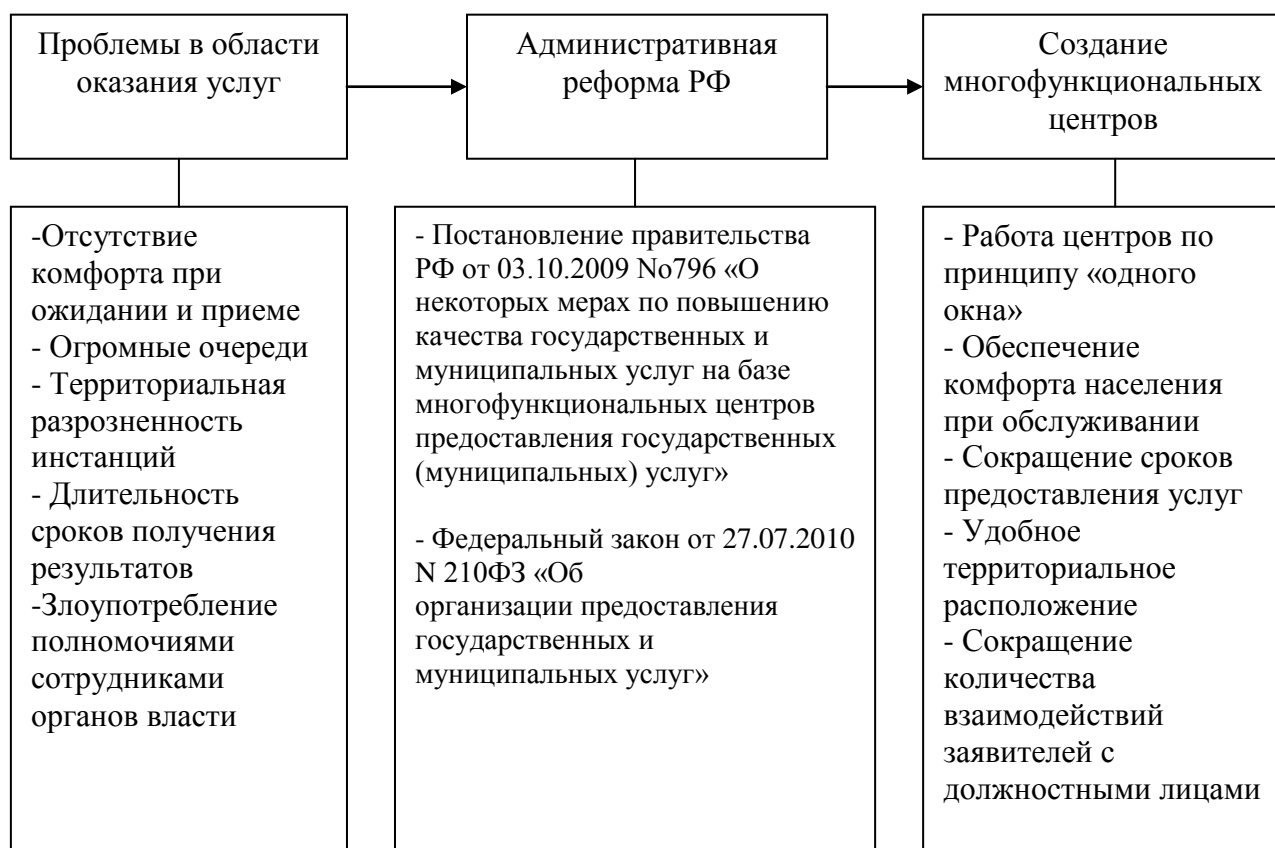 Проблемы в области
оказания услуг
Административная
реформа РФ
Создание
многофункциональных
центров
-Отсутствие
комфорта при
ожидании и приеме
- Огромные очереди
- Территориальная
разрозненность
инстанций
- Длительность
сроков получения
результатов
-Злоупотребление
полномочиями
сотрудниками
органов власти
- Постановление правительства
РФ от 03.10.2009 No796 «О
некоторых мерах по повышению
качества государственных и
муниципальных услуг на базе
многофункциональных центров
предоставления государственных
(муниципальных) услуг»
- Федеральный закон от 27.07.2010
N 210ФЗ «Об
организации предоставления
государственных и
муниципальных услуг»
- Работа центров по
принципу «одного
окна»
- Обеспечение
комфорта населения
при обслуживании
- Сокращение сроков
предоставления услуг
- Удобное
территориальное
расположение
- Сокращение
количества
взаимодействий
заявителей с
должностными лицами